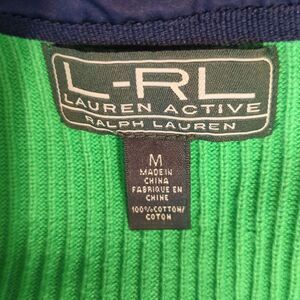 L-RL
LAUREN ACTIVE
RALPH LAUREN
M
MADE IN
CHINA
FABRIQUE EN
CHINE
100% COTTON/
COTON